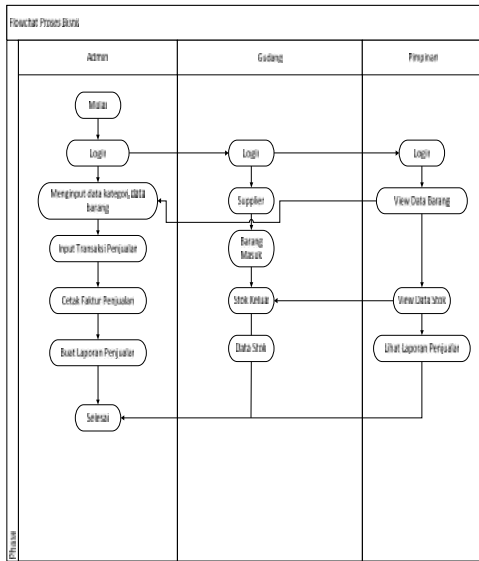 Flowchat Proses Bisnis
Admin
Gudang
Pimpinan
Mulai
Login
Login
Login
Menginput data kategori, data
barang
Supplier
View Data Barang
Input Transaksi Penjualan
Barang
Masuk
Cetak Faktur Penjualan
Stok Keluar
View Data Stok
Buat Laporan Penjualan
Data Stok
Lihat Laporan Penjualan
Selesai
Phase